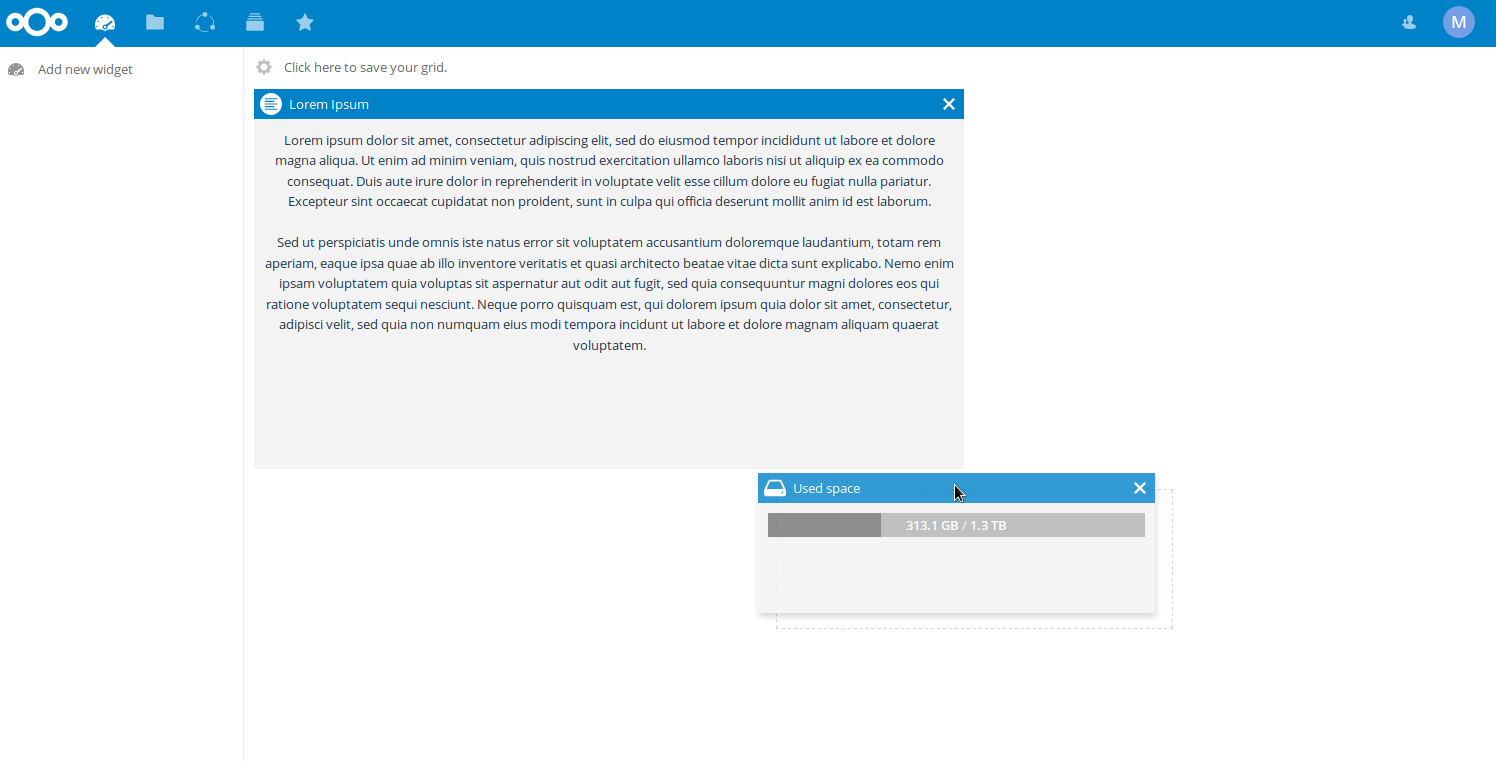 M
Add new widget
Click here to save your grid.
Lorem Ipsum
Lorem ipsum dolor sit amet, consectetur adipiscing elit, sed do eiusmod tempor incididunt ut labore et dolore
magna aliqua. Ut enim ad minim veniam, quis nostrud exercitation ullamco laboris nisi ut aliquip ex ea commodo
consequat. Duis aute irure dolor in reprehenderit in voluptate velit esse cillum dolore eu fugiat nulla pariatur.
Excepteur sint occaecat cupidatat non proident, sunt in culpa qui officia deserunt mollit anim id est laborum.
Sed ut perspiciatis unde omnis iste natus error sit voluptatem accusantium doloremque laudantium, totam rem
aperiam, eaque ipsa quae ab illo inventore veritatis et quasi architecto beatae vitae dicta sunt explicabo. Nemo enim
ipsam voluptatem quia voluptas sit aspernatur aut odit aut fugit, sed quia consequuntur magni dolores eos qui
ratione voluptatem sequi nesciunt. Neque porro quisquam est, qui dolorem ipsum quia dolor sit amet, consectetur,
adipisci velit, sed quia non numquam eius modi tempora incidunt ut labore et dolore magnam aliquam quaerat
voluptatem.
Used space
313.1 GB / 1.3 TB